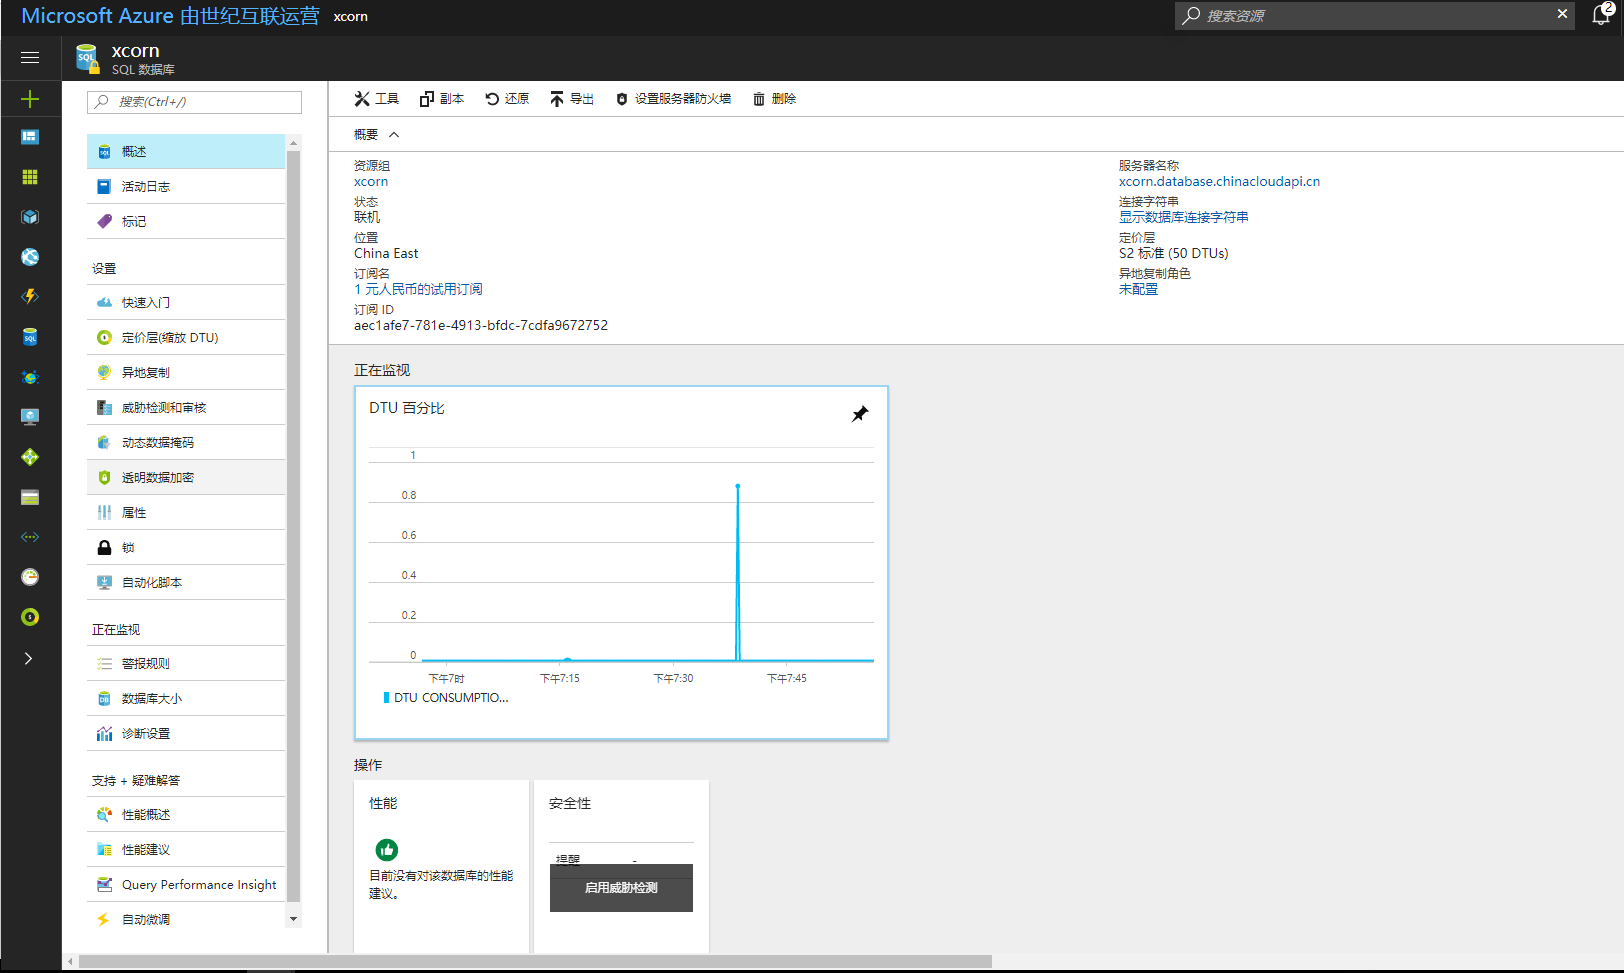 Microsoft Azure 由世纪互联运营 xcorn
搜索资源
2
xcorn
SQL 数据库
搜索(Ctrl+/)
概述
活动日志
标记
设置
快速入门
定价层(缩放 DTU)
异地复制
威胁检测和审核
动态数据掩码
透明数据加密
属性
锁
自动化脚本
正在监视
警报规则
数据库大小
诊断设置
支持 + 疑难解答
性能概述
性能建议
Query Performance Insight
自动微调
工具 副本 还原 导出 设置服务器防火墙 删除
概要
资源组
xcorn
状态
联机
位置
China East
订阅名
1 元人民币的试用订阅
订阅 ID
aec1afe7-781e-4913-bfdc-7cdfa9672752
服务器名称
xcorn.database.chinacloudapi.cn
连接字符串
显示数据库连接字符串
定价层
S2 标准 (50 DTUs)
异地复制角色
未配置
正在监视
DTU 百分比
1
0.8
0.6
0.4
0.2
0
下午7时 下午7:15 下午7:30 下午7:45
DTU CONSUMPTIO...
操作
性能
目前没有对该数据库的性能
建议。
安全性
提醒 -
启用威胁检测